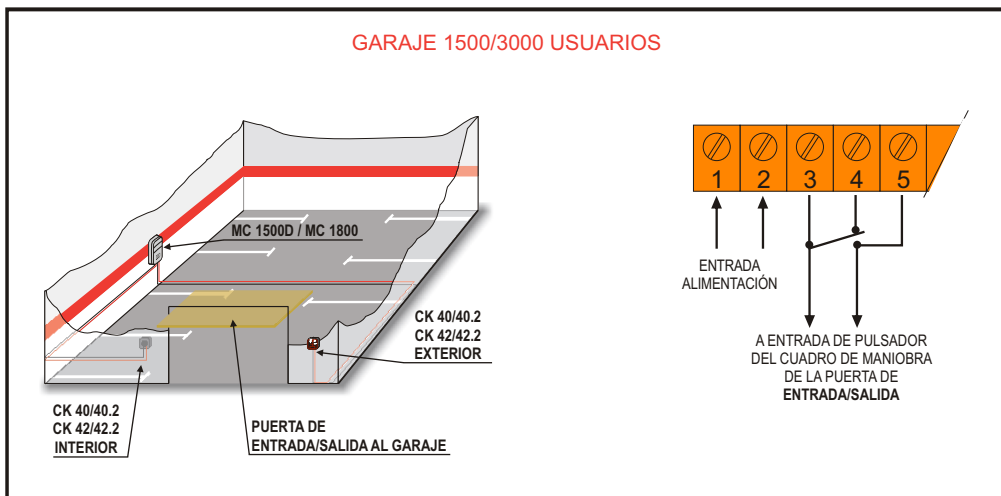 GARAJE 1500/3000 USUARIOS
MC 1500D / MC 1800
CK 40/40.2
CK 42/42.2
EXTERIOR
CK 40/40.2
CK 42/42.2
INTERIOR
PUERTA DE
ENTRADA/SALIDA AL GARAJE
1 2 3 4 5
ENTRADA
ALIMENTACIÓN
A ENTRADA DE PULSADOR
DEL CUADRO DE MANIOBRA
DE LA PUERTA DE
ENTRADA/SALIDA